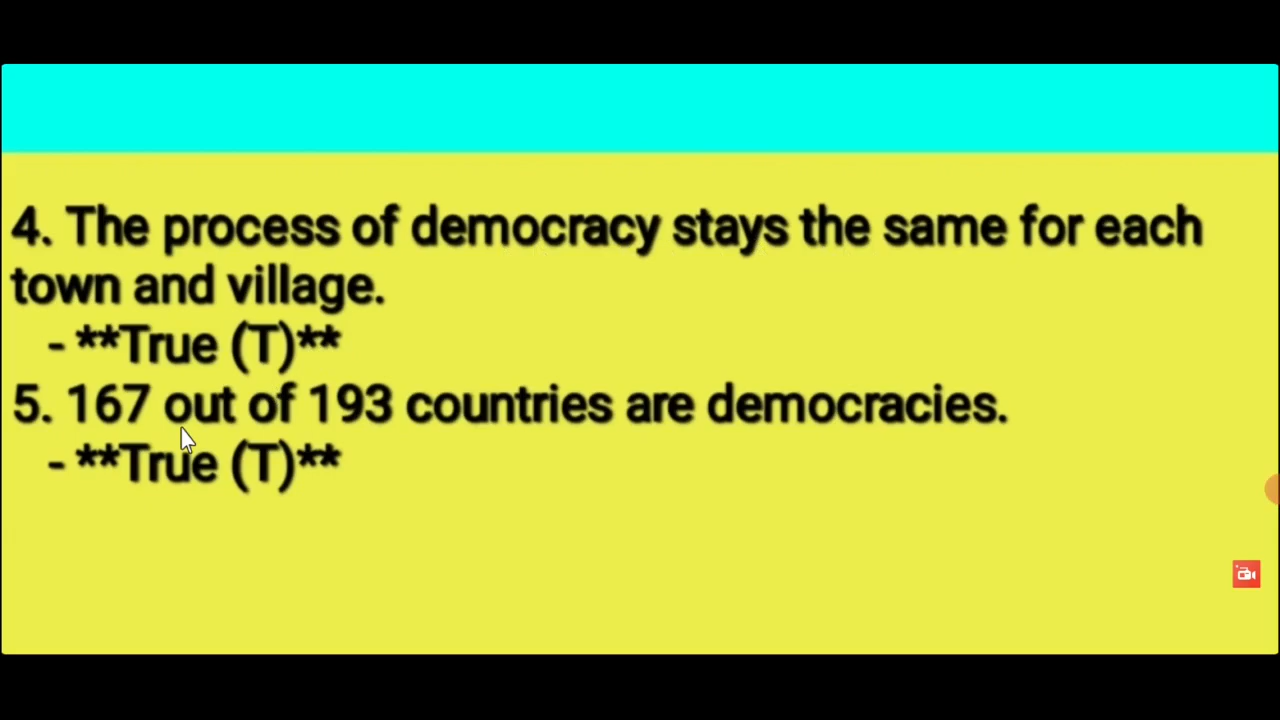 4. The process of democracy stays the same for each
town and village.
- **True (T)**
5. 167 out of 193 countries are democracies.
- **True (T)**